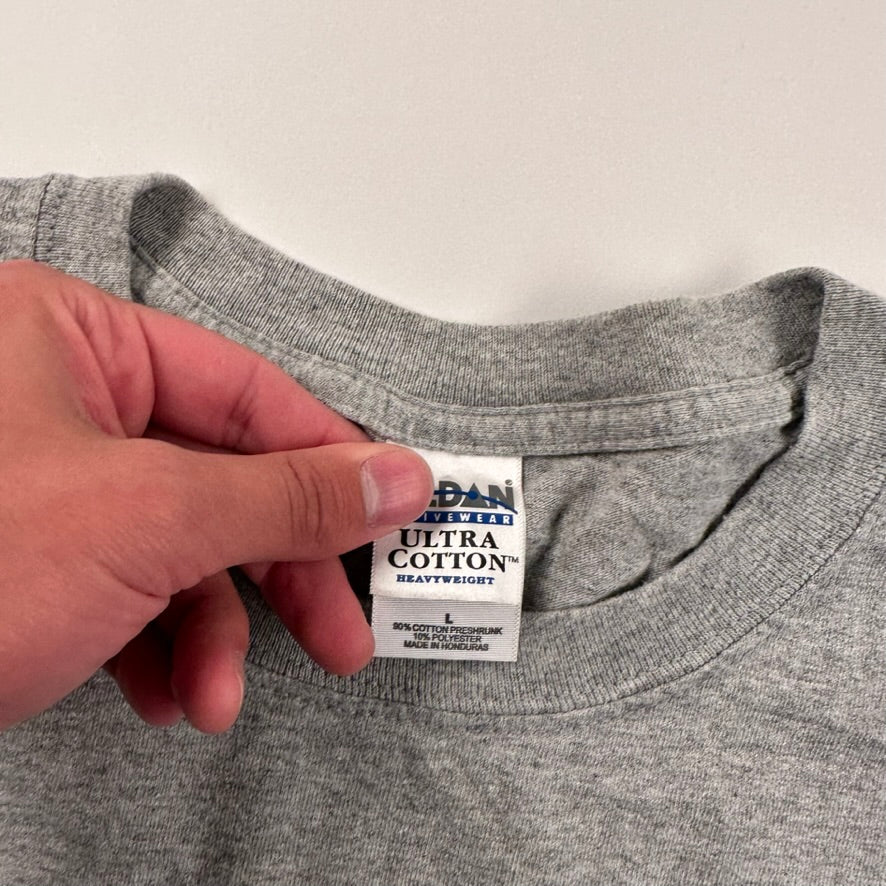 ULTRA
COTTON™
HEAVYWEIGHT
L
90% COTTON PRESHRUNK
10% POLYESTER
MADE IN HONDURAS